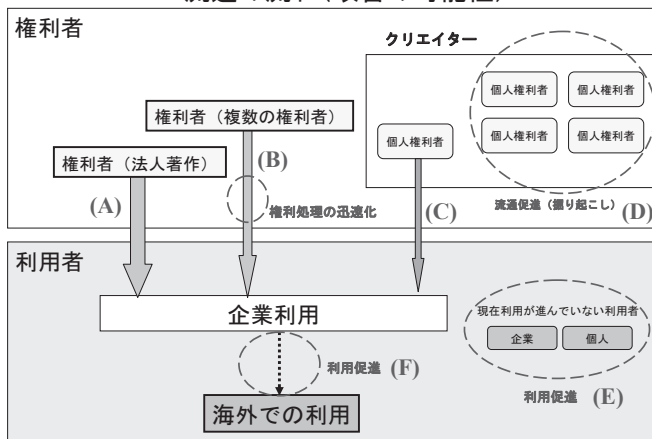 権利者
クリエイター
個人権利者
個人権利者
権利者（複数の権利者）
個人権利者
個人権利者
個人権利者
権利者（法人著作）
(B)
(A)
権利処理の迅速化
(C)
流通促進（掘り起こし）
(D)
利用者
企業利用
現在利用が進んでいない利用者
企業
個人
利用促進
(F)
利用促進
(E)
海外での利用